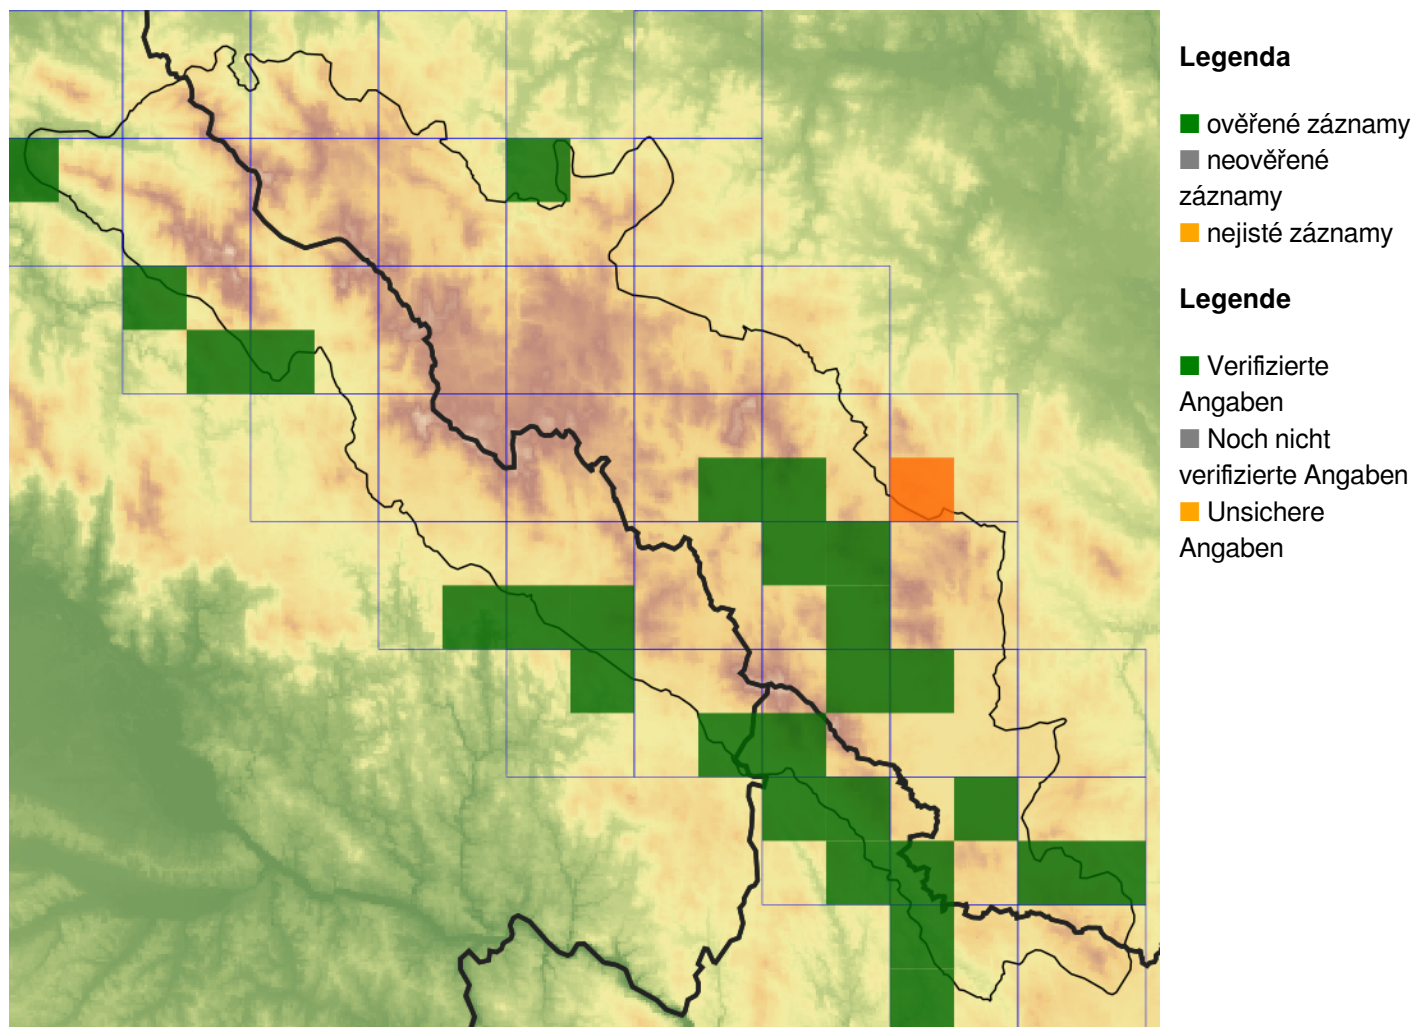 Legenda
ověřené záznamy
neověřené
záznamy
nejisté záznamy
Legende
Verifizierte
Angaben
Noch nicht
verifizierte Angaben
Unsichere
Angaben